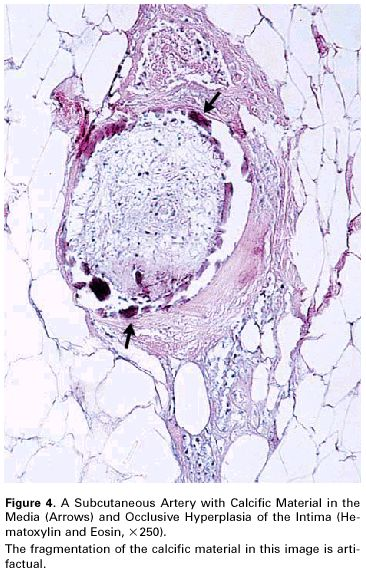 Figure 4. A Subcutaneous Artery with Calcific Material in the
Media (Arrows) and Occlusive Hyperplasia of the Intima (He-
matoxylin and Eosin, ×250).
The fragmentation of the calcific material in this image is arti-
factual.